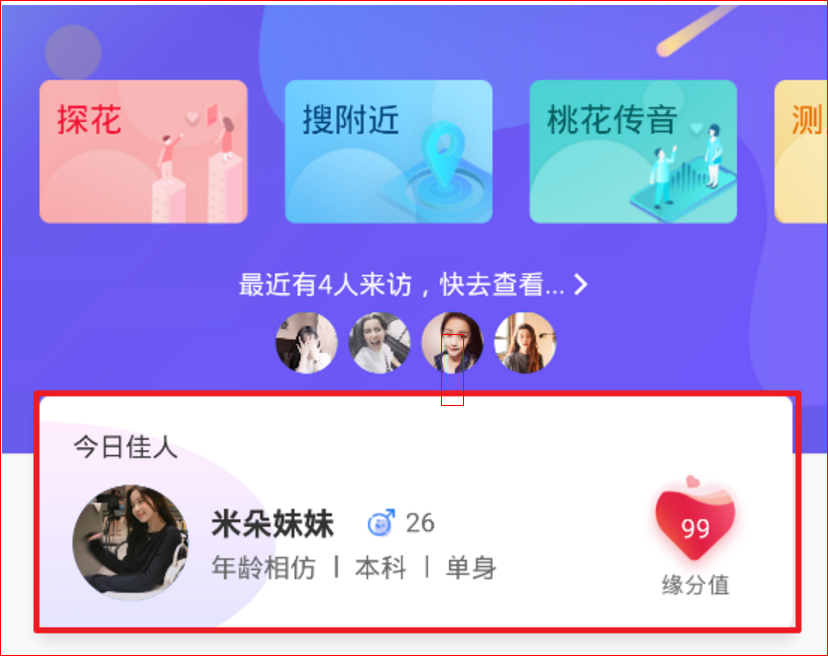 探花
搜附近
桃花传音
测
最近有4人来访，快去查看...
今日佳人
米朵妹妹 26
年龄相仿 | 本科 | 单身
99
缘分值